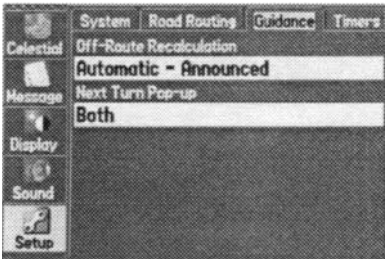 System Road Routing Guidance Timers
Celestial
Off-Route Recalculation
Automatic - Announced
Message
Next Turn Pop-up
Both
Display
Sound
Setup